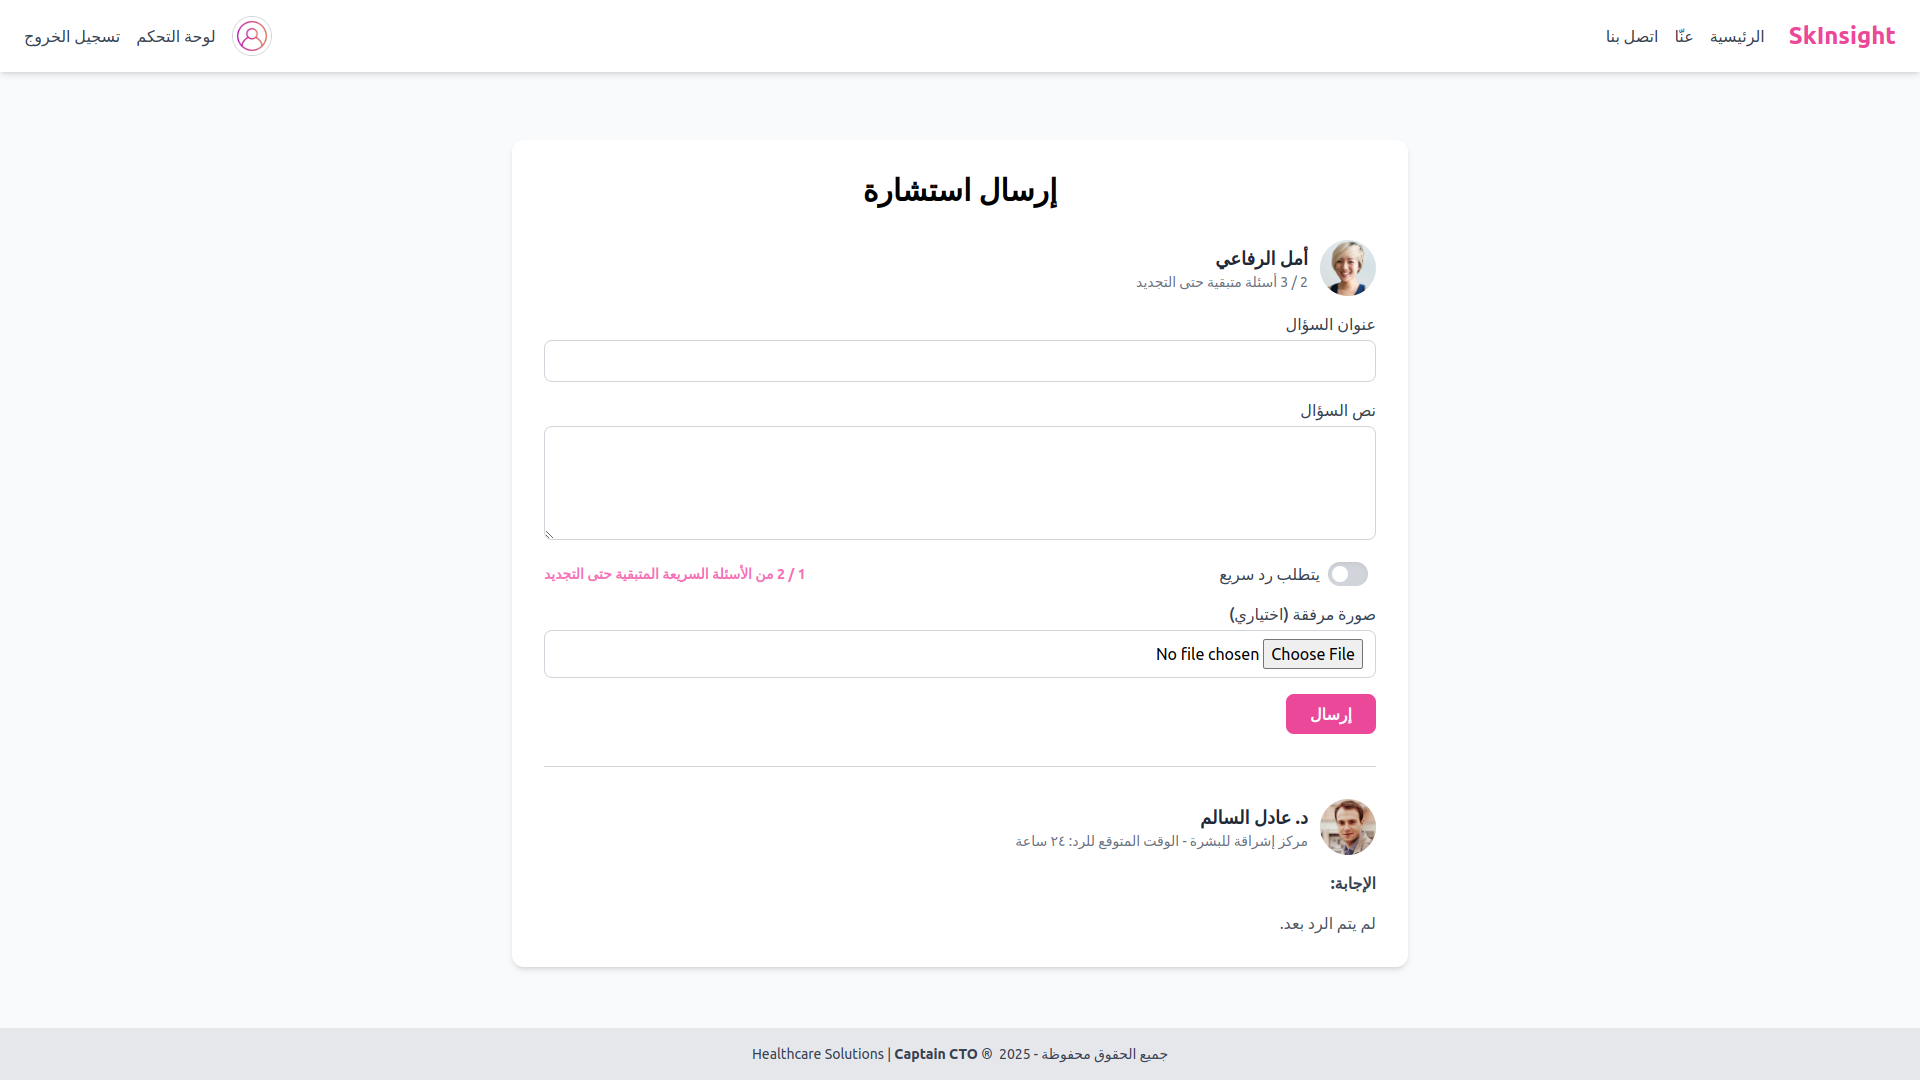 SkInsight
الرئيسية
عنّا
اتصل بنا
لوحة التحكم
تسجيل الخروج
إرسال استشارة
أمل الرفاعي
2 / 3 أسئلة متبقية حتى التجديد
عنوان السؤال
نص السؤال
يتطلب رد سريع
1 / 2 من الأسئلة السريعة المتبقية حتى التجديد
صورة مرفقة (اختياري)
Choose File
No file chosen
إرسال
د. عادل السالم
مركز إشراقة للبشرة - الوقت المتوقع للرد: ٢٤ ساعة
الإجابة:
لم يتم الرد بعد.
جميع الحقوق محفوظة - 2025 ® Healthcare Solutions | Captain CTO